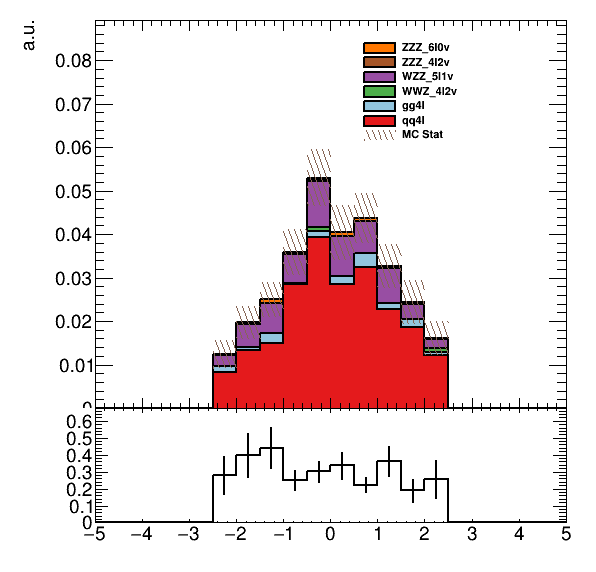 a.u.
0.08
0.07
0.06
0.05
0.04
0.03
0.02
0.01
0
ZZZ_6l0v
ZZZ_4l2v
WZZ_5l1v
WWZ_4l2v
gg4l
qq4l
MC Stat
0.6
0.5
0.4
0.3
0.2
0.1
0
−5 −4 −3 −2 −1 0 1 2 3 4 5